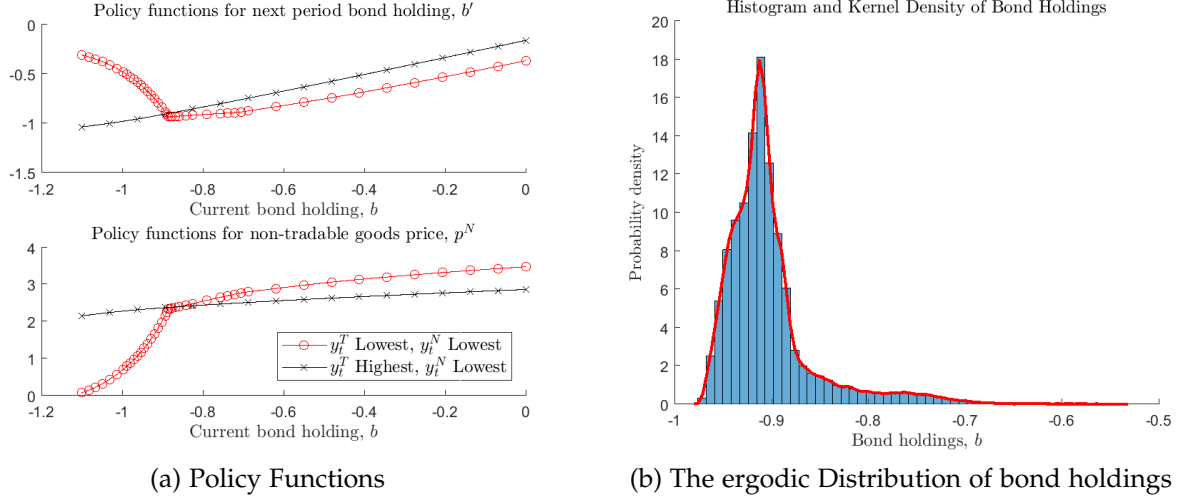 Policy functions for next period bond holding, b′
0
-0.5
-1
-1.5
-1.2 -1 -0.8 -0.6 -0.4 -0.2 0
Current bond holding, b
Policy functions for non-tradable goods price, p^N
4
3
2
1
0
y_t^T Lowest, y_t^N Lowest
y_t^T Highest, y_t^N Lowest
-1.2 -1 -0.8 -0.6 -0.4 -0.2 0
Current bond holding, b
(a) Policy Functions
Histogram and Kernel Density of Bond Holdings
Probability density
20
18
16
14
12
10
8
6
4
2
0
-1 -0.9 -0.8 -0.7 -0.6 -0.5
Bond holdings, b
(b) The ergodic Distribution of bond holdings